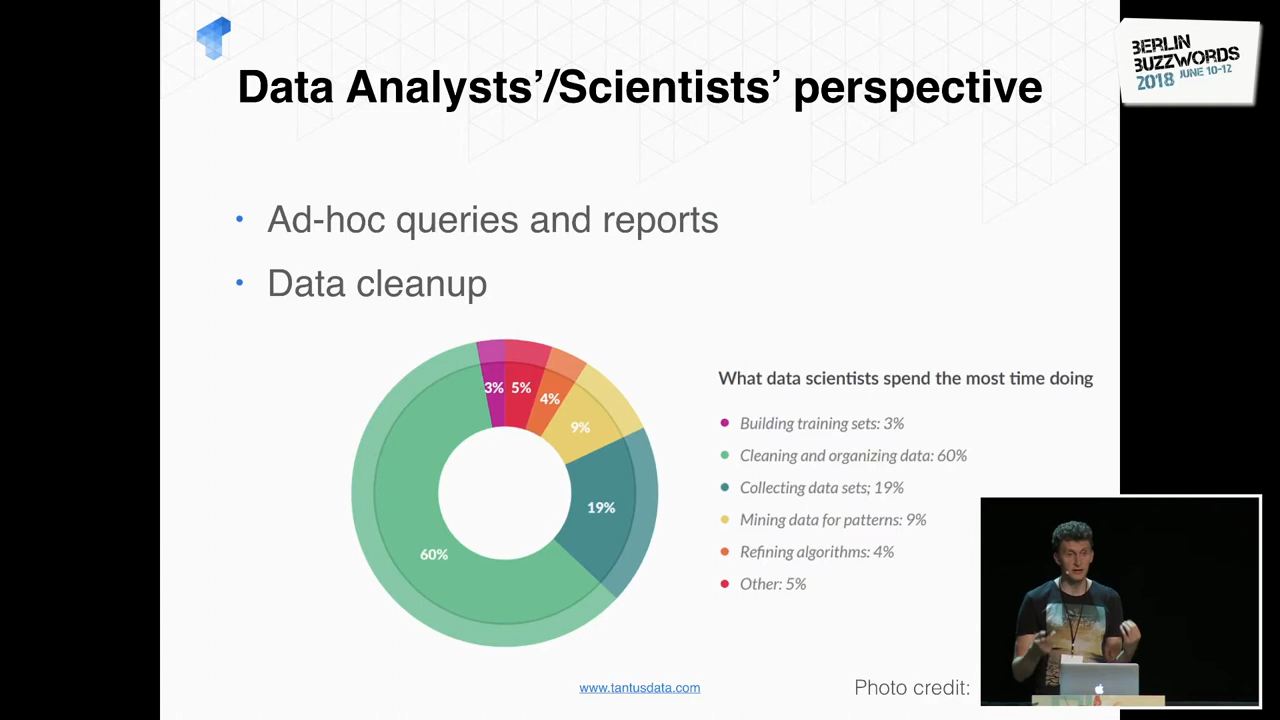 Data Analysts’/Scientists’ perspective
BERLIN
BUZZWORDS
2018 JUNE 10-12
• Ad-hoc queries and reports
• Data cleanup
3%
5%
4%
9%
19%
60%
What data scientists spend the most time doing
Building training sets: 3%
Cleaning and organizing data: 60%
Collecting data sets; 19%
Mining data for patterns: 9%
Refining algorithms: 4%
Other: 5%
www.tantusdata.com
Photo credit: